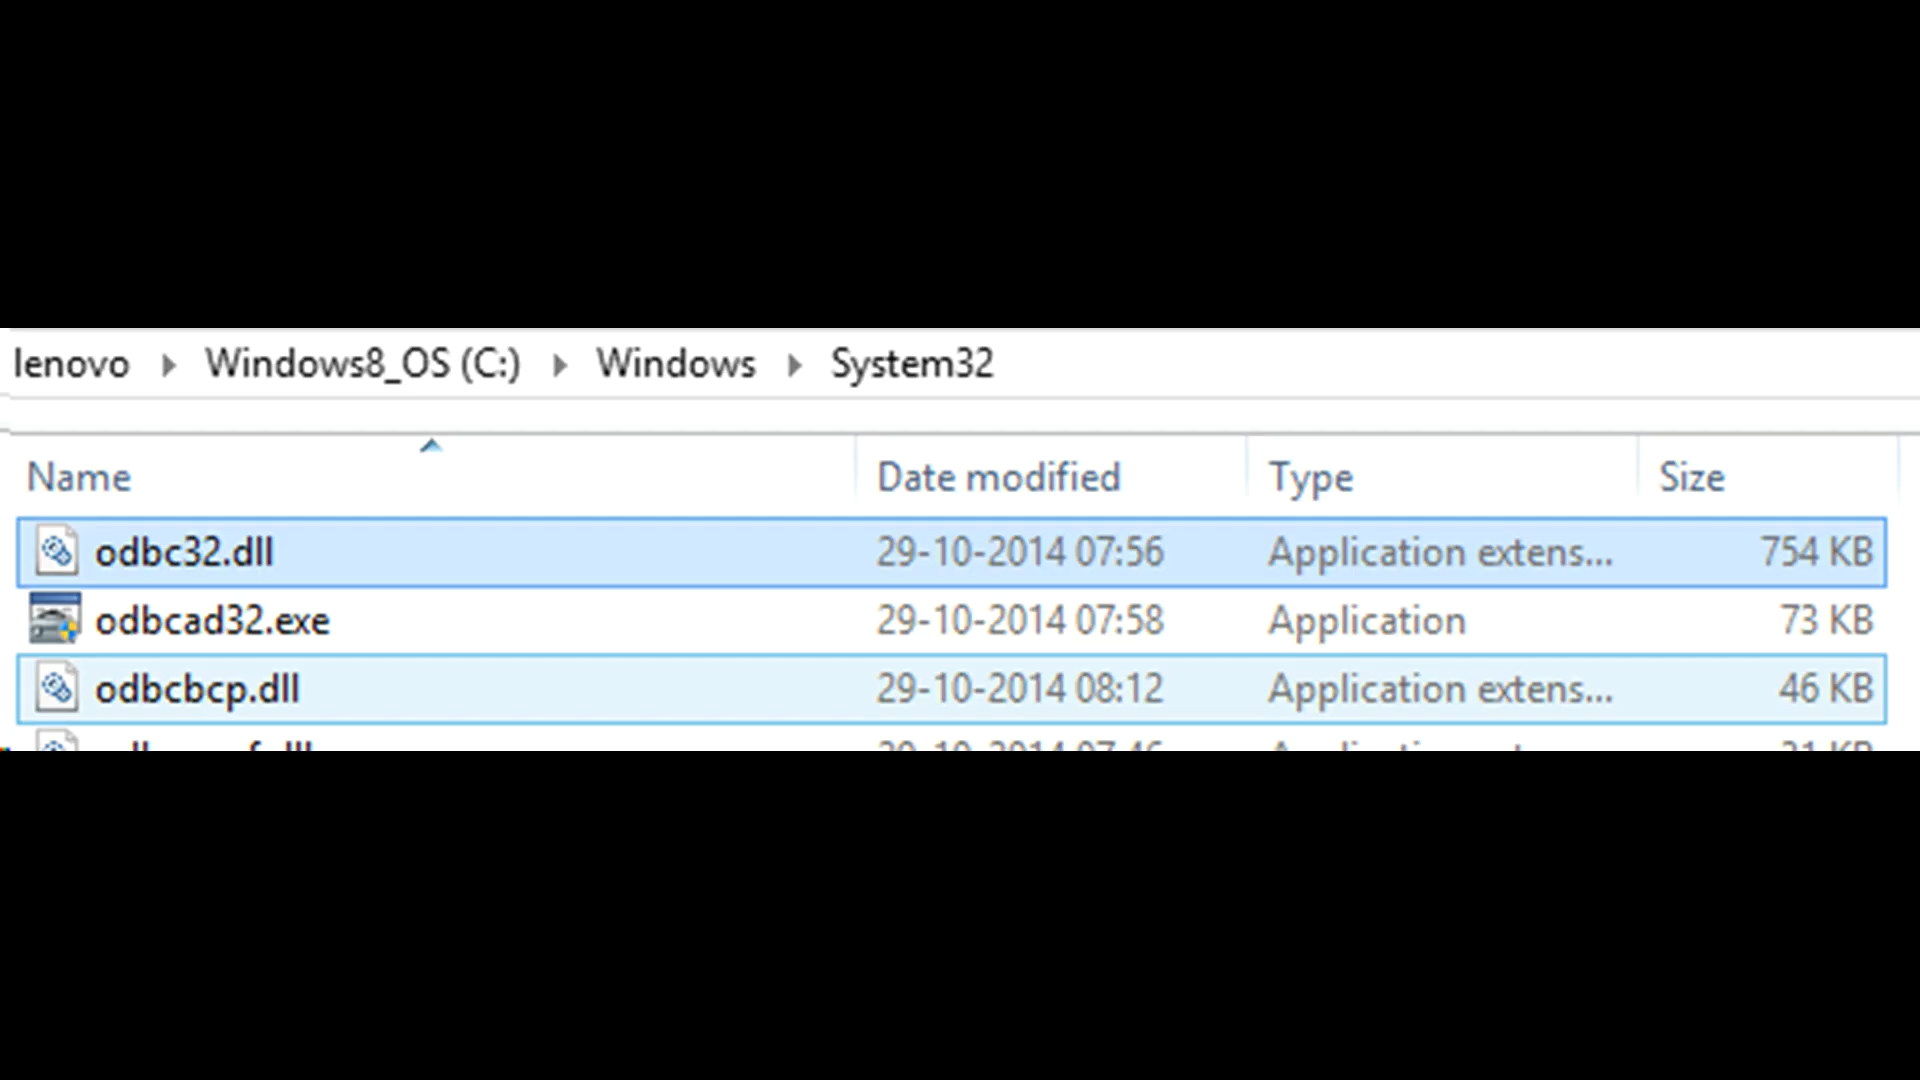 lenovo Windows8_OS (C:) Windows System32
Name Date modified Type Size
odbc32.dll 29-10-2014 07:56 Application extens... 754 KB
odbcad32.exe 29-10-2014 07:58 Application 73 KB
odbcbcp.dll 29-10-2014 08:12 Application extens... 46 KB